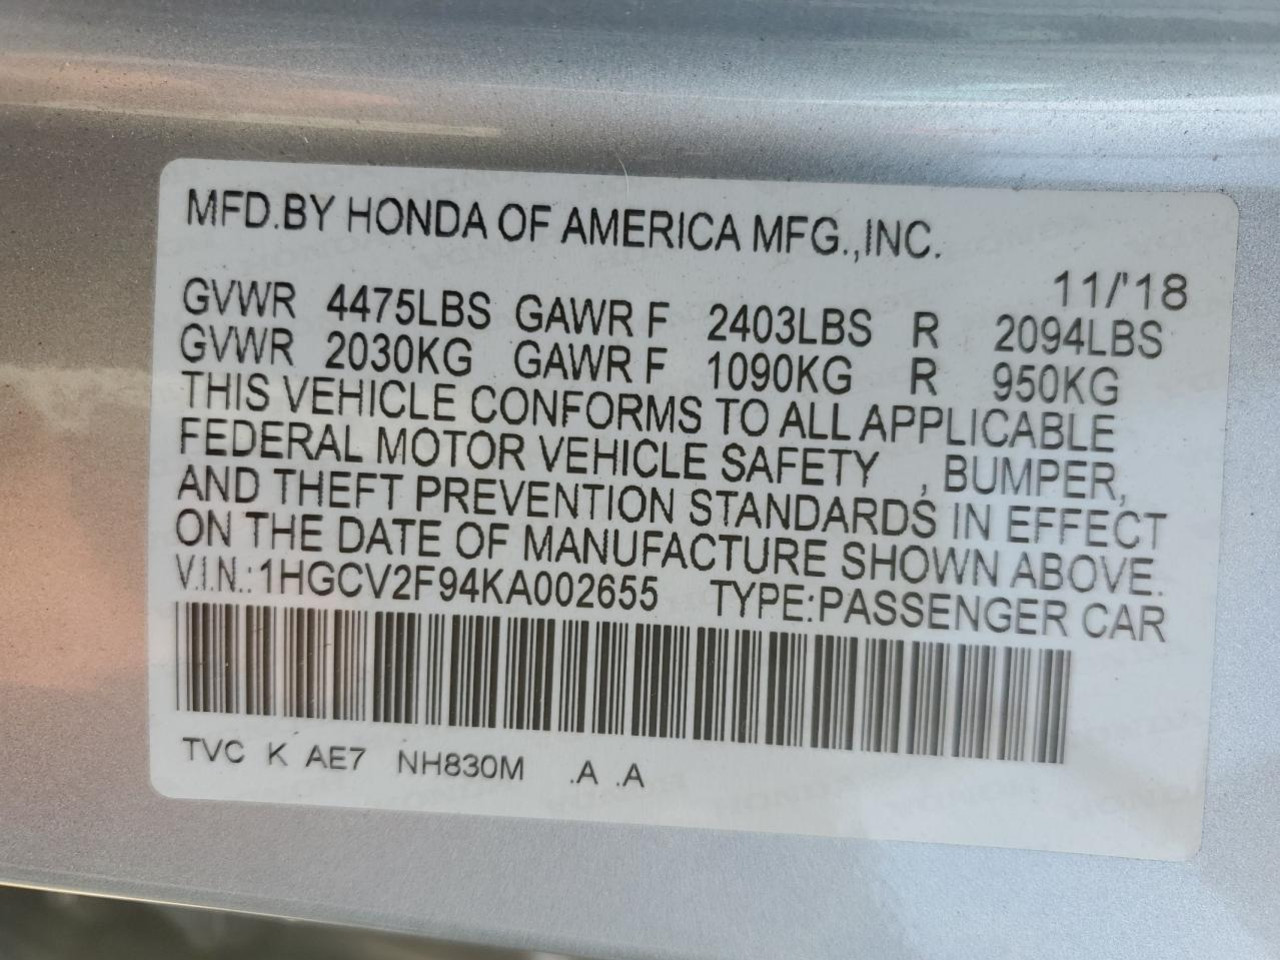 MFD.BY HONDA OF AMERICA MFG.,INC.
11/'18
GVWR 4475LBS GAWR F 2403LBS R 2094LBS
GVWR 2030KG GAWR F 1090KG R 950KG
THIS VEHICLE CONFORMS TO ALL APPLICABLE
FEDERAL MOTOR VEHICLE SAFETY , BUMPER,
AND THEFT PREVENTION STANDARDS IN EFFECT
ON THE DATE OF MANUFACTURE SHOWN ABOVE.
V.I.N.: 1HGCV2F94KA002655 TYPE:PASSENGER CAR
TVC K AE7 NH830M .A .A